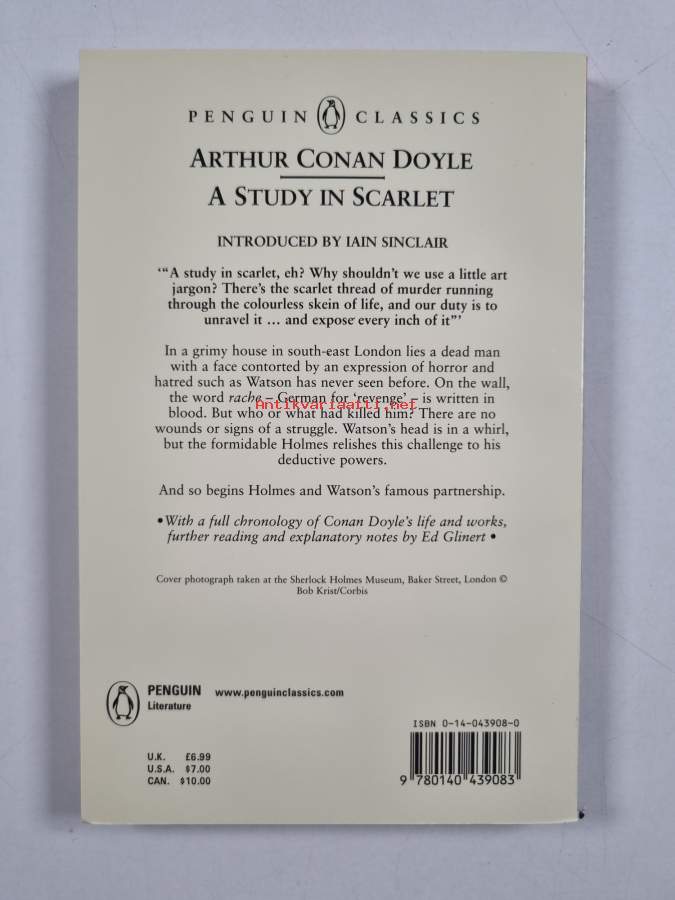 PENGUIN CLASSICS
ARTHUR CONAN DOYLE
A STUDY IN SCARLET
INTRODUCED BY IAIN SINCLAIR
‘“A study in scarlet, eh? Why shouldn’t we use a little art
jargon? There’s the scarlet thread of murder running
through the colourless skein of life, and our duty is to
unravel it ... and expose every inch of it”’
In a grimy house in south-east London lies a dead man
with a face contorted by an expression of horror and
hatred such as Watson has never seen before. On the wall,
the word rache – German for ‘revenge’ – is written in
Antikvariaatti.net
blood. But who or what had killed him? There are no
wounds or signs of a struggle. Watson’s head is in a whirl,
but the formidable Holmes relishes this challenge to his
deductive powers.
And so begins Holmes and Watson’s famous partnership.
•With a full chronology of Conan Doyle’s life and works,
further reading and explanatory notes by Ed Glinert •
Cover photograph taken at the Sherlock Holmes Museum, Baker Street, London ©
Bob Krist/Corbis
PENGUIN www.penguinclassics.com
Literature
ISBN 0-14-043908-0
U.K. £6.99
U.S.A. $7.00
CAN. $10.00
9 780140 439083